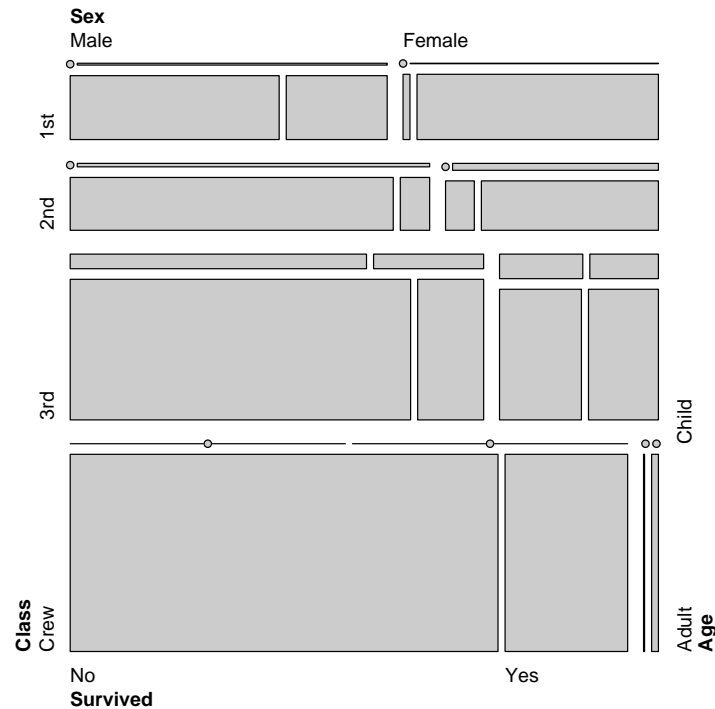 Sex
Male Female
1st
2nd
3rd
Child
Class
Crew
Adult
Age
No Yes
Survived